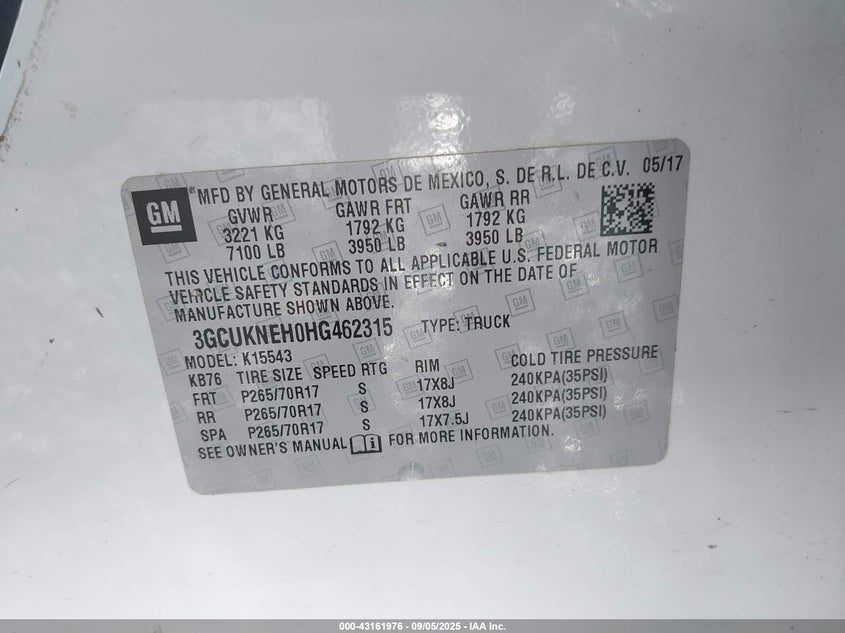 GM
® MFD BY GENERAL MOTORS DE MEXICO, S. DE R.L. DE C.V. 05/17
GVWR GAWR FRT GAWR RR
3221 KG 1792 KG 1792 KG
7100 LB 3950 LB 3950 LB
THIS VEHICLE CONFORMS TO ALL APPLICABLE U.S. FEDERAL MOTOR
VEHICLE SAFETY STANDARDS IN EFFECT ON THE DATE OF
MANUFACTURE SHOWN ABOVE.
3GCUKNEH0HG462315 TYPE: TRUCK
MODEL: K15543
KB76 TIRE SIZE SPEED RTG RIM COLD TIRE PRESSURE
FRT P265/70R17 S 17X8J 240KPA(35PSI)
RR P265/70R17 S 17X8J 240KPA(35PSI)
SPA P265/70R17 S 17X7.5J 240KPA(35PSI)
SEE OWNER'S MANUAL FOR MORE INFORMATION.
000-43161976 - 09/05/2025 - IAA Inc.